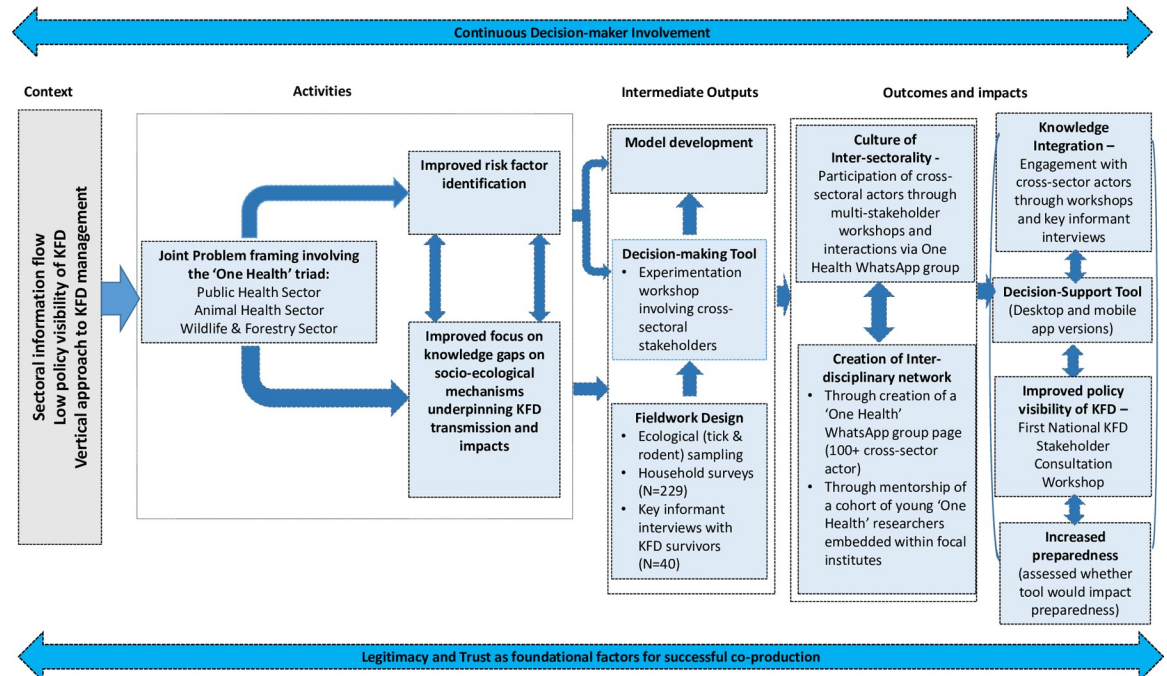 Continuous Decision-maker Involvement
Context
Activities
Intermediate Outputs
Outcomes and impacts
Sectoral information flow
Low policy visibility of KFD
Vertical approach to KFD management
Joint Problem framing involving
the ‘One Health’ triad:
Public Health Sector
Animal Health Sector
Wildlife & Forestry Sector
Improved risk factor
identification
Improved focus on
knowledge gaps on
socio-ecological
mechanisms
underpinning KFD
transmission and
impacts
Model development
Decision-making Tool
• Experimentation
workshop
involving cross-
sectoral
stakeholders
Fieldwork Design
• Ecological (tick &
rodent) sampling
• Household surveys
(N=229)
• Key informant
interviews with
KFD survivors
(N=40)
Culture of
Inter-sectorality -
Participation of cross-
sectoral actors through
multi-stakeholder
workshops and
interactions via One
Health WhatsApp group
Creation of Inter-
disciplinary network
• Through creation of a
‘One Health’
WhatsApp group page
(100+ cross-sector
actor)
• Through mentorship of
a cohort of young ‘One
Health’ researchers
embedded within focal
institutes
Knowledge
Integration –
Engagement with
cross-sector actors
through workshops
and key informant
interviews
Decision-Support Tool
(Desktop and mobile
app versions)
Improved policy
visibility of KFD –
First National KFD
Stakeholder
Consultation
Workshop
Increased
preparedness
(assessed whether
tool would impact
preparedness)
Legitimacy and Trust as foundational factors for successful co-production